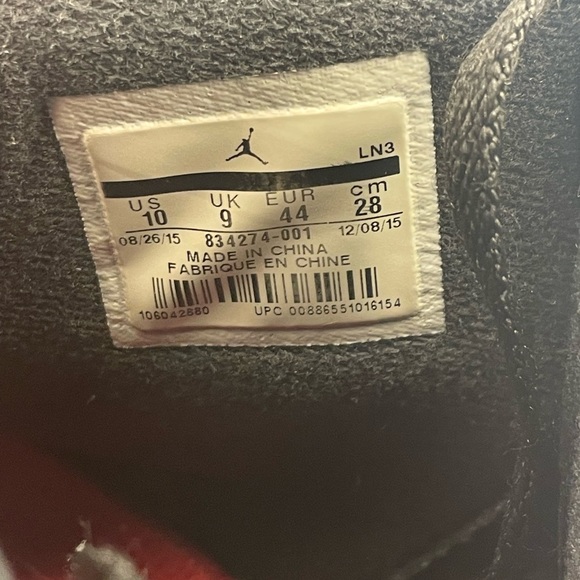 LN3
US UK EUR cm
10 9 44 28
08/26/15 834274-001 12/08/15
MADE IN CHINA
FABRIQUE EN CHINE
106042880 UPC 00886551016154